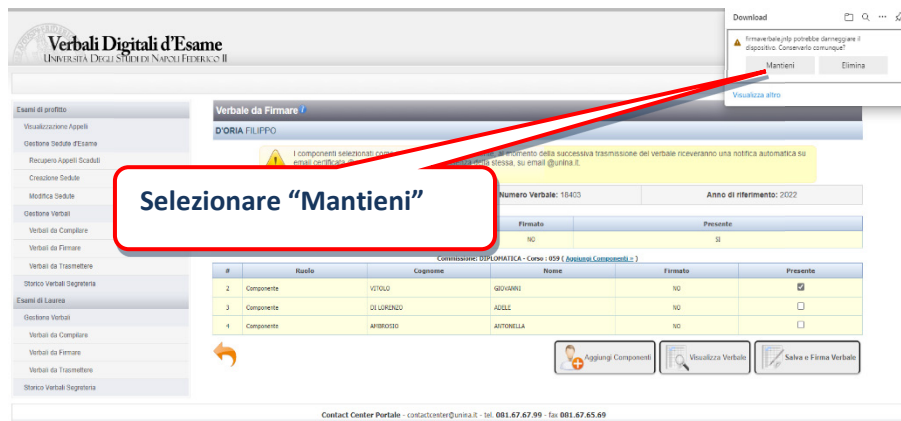 Download
firmaverbale.jnlp potrebbe danneggiare il
dispositivo. Conservarlo comunque?
Mantieni
Elimina
Visualizza altro
Verbali Digitali d'Esame
UNIVERSITÀ DEGLI STUDI DI NAPOLI FEDERICO II
Esami di profitto
Visualizzazione Appelli
Gestione Sedute d'Esame
Recupero Appelli Scaduti
Creazione Sedute
Modifica Sedute
Gestione Verbali
Verbali da Compilare
Verbali da Firmare
Verbali da Trasmettere
Storico Verbali Segreteria
Esami di Laurea
Gestione Verbali
Verbali da Compilare
Verbali da Firmare
Verbali da Trasmettere
Storico Verbali Segreteria
Verbale da Firmare
D'ORIA FILIPPO
I componenti selezionati al momento della successiva trasmissione del verbale riceveranno una notifica automatica su
email certificata della stessa, su email @unina.it.
Selezionare "Mantieni"
Numero Verbale: 18403 Anno di riferimento: 2022
Firmato Presente
NO SI
Commissione: DIPLOMATICA - Corso : 059 ( Aggiungi Componenti = )
# Ruolo Cognome Nome Firmato Presente
2 Componente VITOLO GIOVANNI NO
3 Componente DI LORENZO ADELE NO
4 Componente AMBROSIO ANTONELLA NO
Aggiungi Componenti
Visualizza Verbale
Salva e Firma Verbale
Contact Center Portale - contactcenter@unina.it - tel. 081.67.67.99 - fax 081.67.65.69